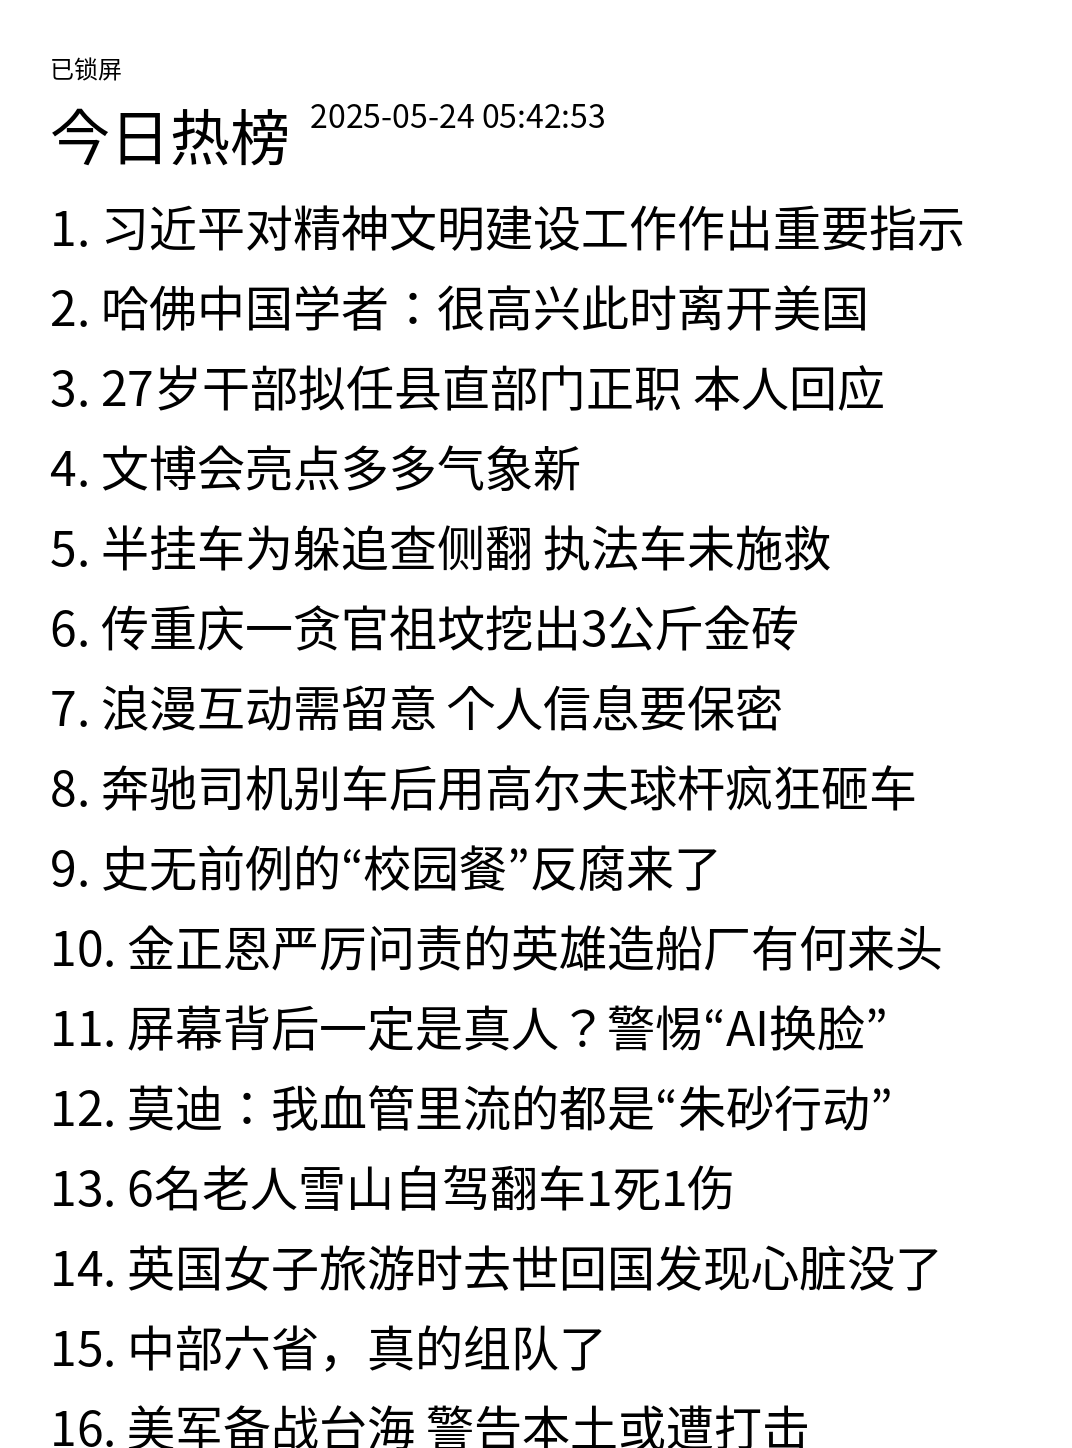 已锁屏
今日热榜 2025-05-24 05:42:53
1. 习近平对精神文明建设工作作出重要指示
2. 哈佛中国学者：很高兴此时离开美国
3. 27岁干部拟任县直部门正职 本人回应
4. 文博会亮点多多气象新
5. 半挂车为躲追查侧翻 执法车未施救
6. 传重庆一贪官祖坟挖出3公斤金砖
7. 浪漫互动需留意 个人信息要保密
8. 奔驰司机别车后用高尔夫球杆疯狂砸车
9. 史无前例的“校园餐”反腐来了
10. 金正恩严厉问责的英雄造船厂有何来头
11. 屏幕背后一定是真人？警惕“AI换脸”
12. 莫迪：我血管里流的都是“朱砂行动”
13. 6名老人雪山自驾翻车1死1伤
14. 英国女子旅游时去世回国发现心脏没了
15. 中部六省，真的组队了
16. 美军备战台海 警告本土或遭打击